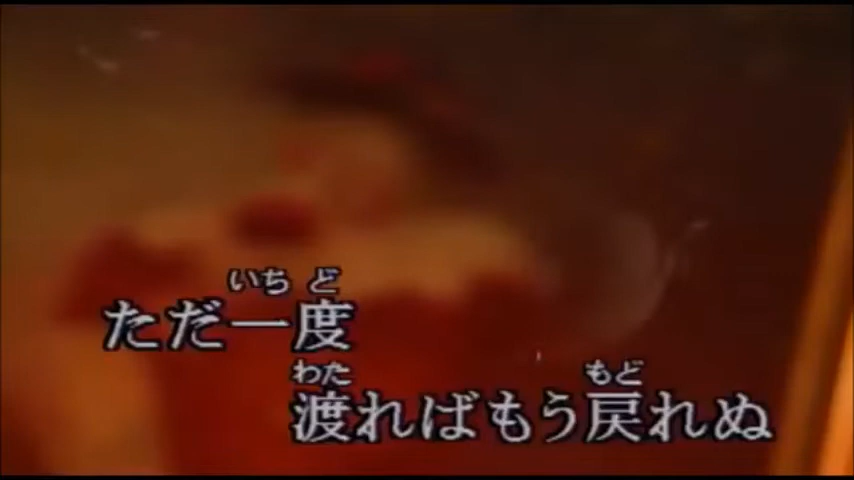 いちど
ただ一度
わた もど
渡ればもう戻れぬ